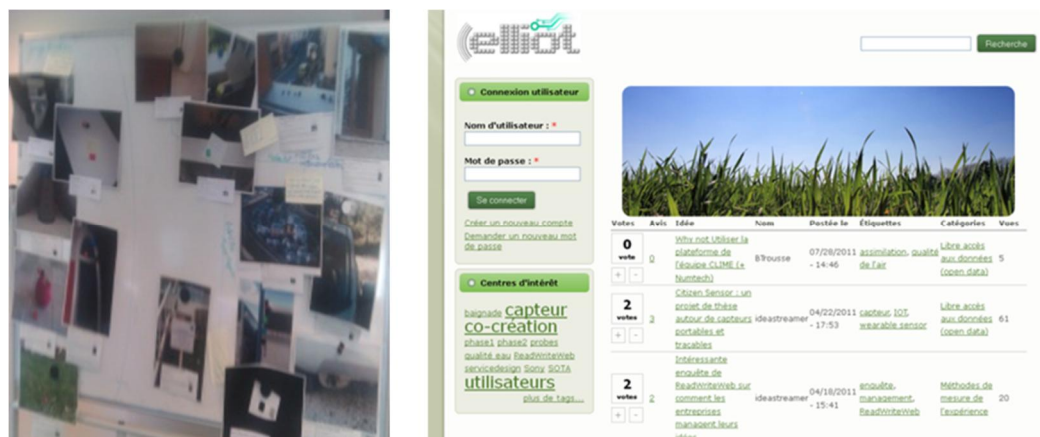 elliot
Recherche
Connexion utilisateur
Nom d'utilisateur : *
Mot de passe : *
Se connecter
Créer un nouveau compte
Demander un nouveau mot
de passe
Centres d'intérêt
baignade capteur
co-création
phase1 phase2 probes
qualité eau ReadWriteWeb
servicedesign Sony SOTA
utilisateurs
plus de tags....
Votes Avis Idée Nom Postée le Étiquettes Catégories Vues
0
vote
+ -
0
Why not Utiliser la
plateforme de
l'équipe CLIME (+
Numtech)
BTrousse
07/28/2011
- 14:46
assimilation, qualité
de l'air
Libre accès
aux données
(open data)
5
2
votes
+ -
3
Citizen Sensor : un
projet de thèse
autour de capteurs
portables et
traçables
ideastreamer
04/22/2011
- 17:53
capteur, IOT,
wearable sensor
Libre accès
aux données
(open data)
61
2
votes
+ -
2
Intéressante
enquête de
ReadWriteWeb sur
comment les
entreprises
managent leurs
idées
ideastreamer
04/18/2011
- 15:41
enquête,
management,
ReadWriteWeb
Méthodes de
mesure de
l'expérience
20